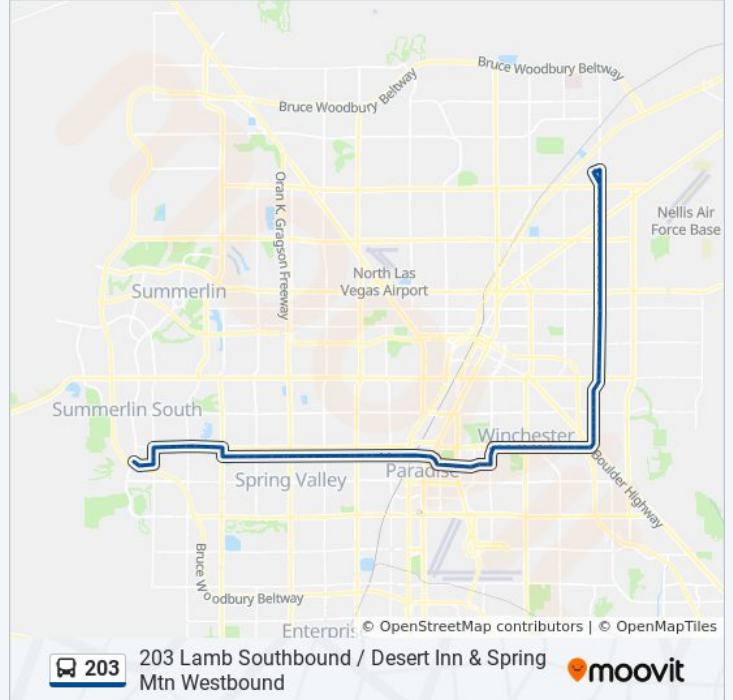 Bruce Woodbury Beltway
Bruce Woodbury Beltway
Oran K. Gragson Freeway
Nellis Air
Force Base
North Las
Vegas Airport
Summerlin
Summerlin South
Winchester
Paradise
Spring Valley
Boulder Highway
Bruce Woodbury Beltway
Enterpris
© OpenStreetMap contributors | © OpenMapTiles
203
203 Lamb Southbound / Desert Inn & Spring
Mtn Westbound
moovit